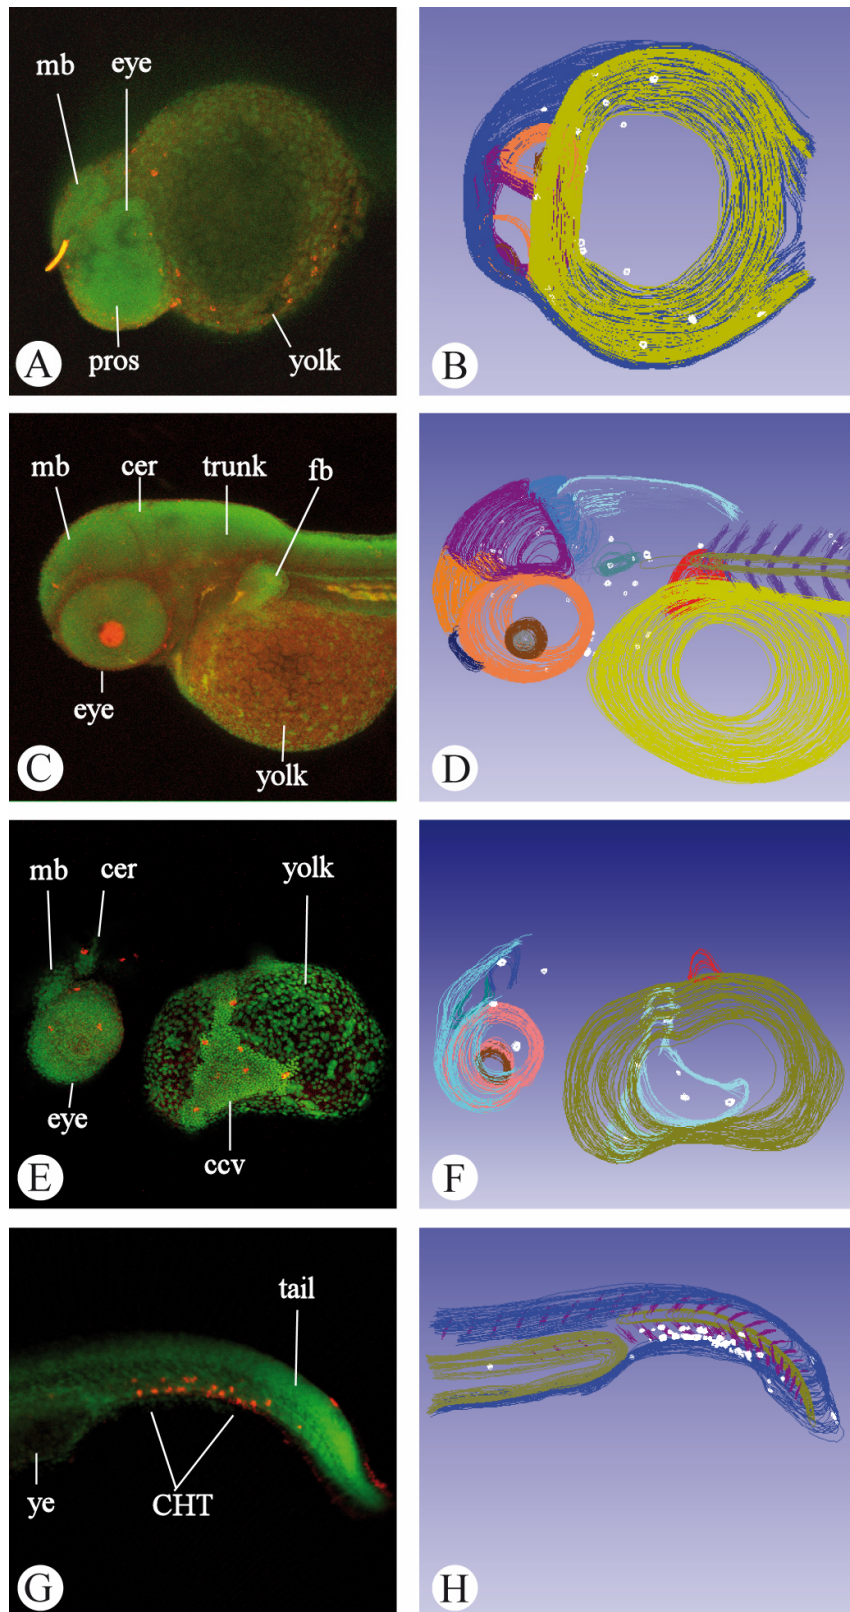 mb eye
pros yolk
A
B
mb cer trunk fb
eye
yolk
C
D
mb cer yolk
eye
ccv
E
F
tail
ye CHT
G
H